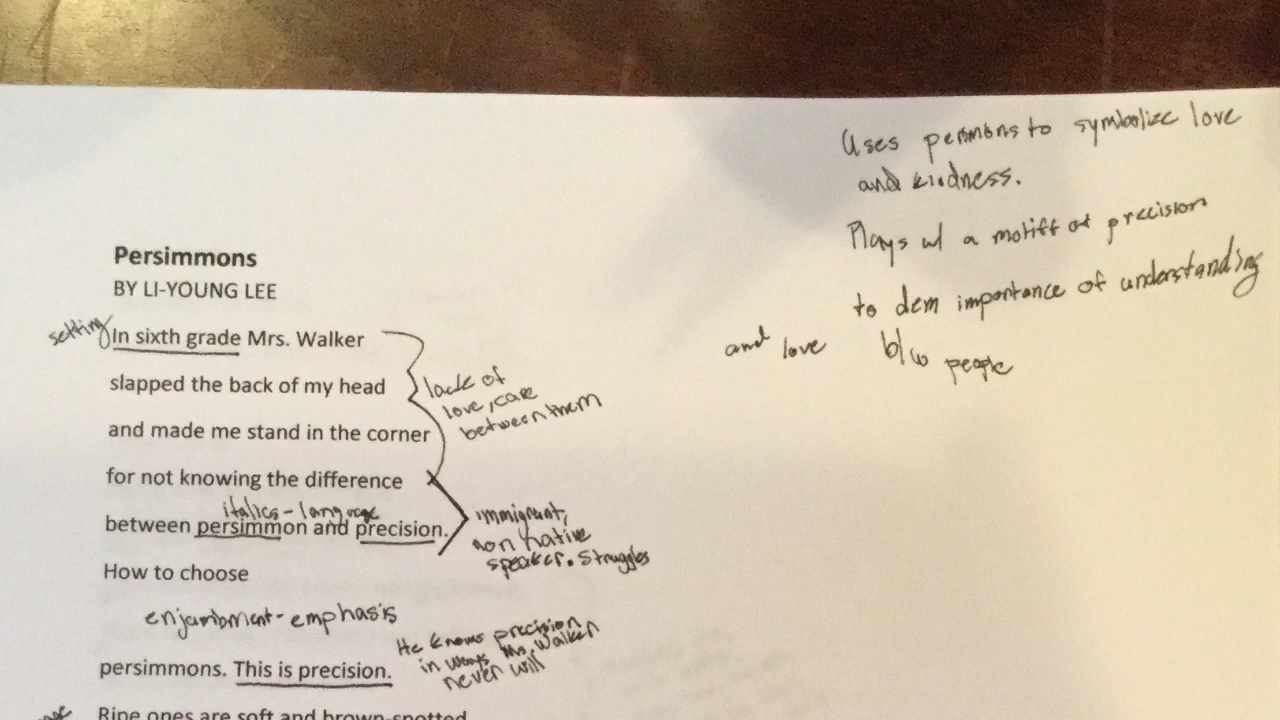 Uses persimmons to symbolize love
and kindness.
Plays w/ a motiff of precision
to dem importance of understanding
and love b/w people
Persimmons
BY LI-YOUNG LEE
setting In sixth grade Mrs. Walker
slapped the back of my head
and made me stand in the corner
lack of
love, care
between them
for not knowing the difference
italics - language
between persimmon and precision.
immigrant,
non native
speaker. Struggles
How to choose
enjambment - emphasis
persimmons. This is precision.
He knows precision
in ways Ms. Walker
never will
Ripe ones are soft and brown-spotted